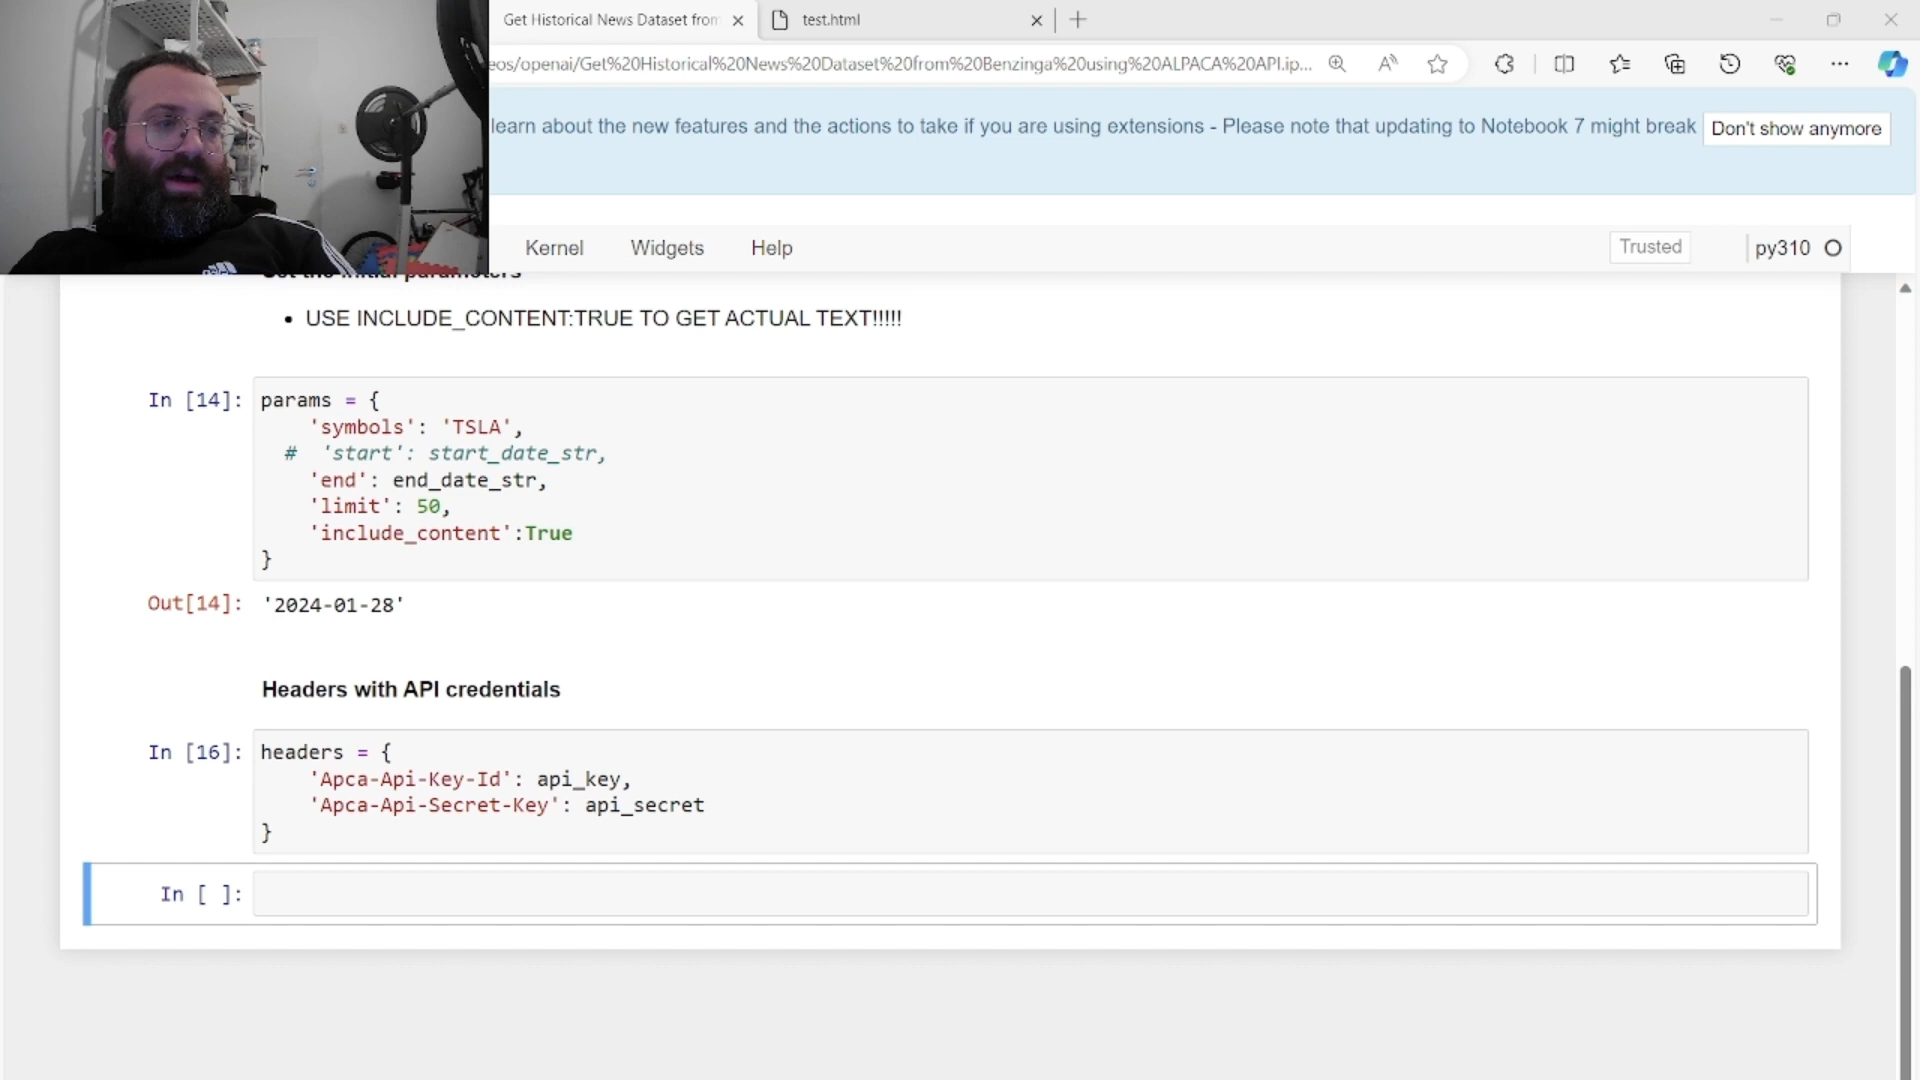 Get Historical News Dataset from
test.html
eos/openai/Get%20Historical%20News%20Dataset%20from%20Benzinga%20using%20ALPACA%20API.ip...
learn about the new features and the actions to take if you are using extensions - Please note that updating to Notebook 7 might break
Don't show anymore
Kernel Widgets Help
Trusted
py310
Set the initial parameters
• USE INCLUDE_CONTENT:TRUE TO GET ACTUAL TEXT!!!!!
In [14]: params = {
'symbols': 'TSLA',
# 'start': start_date_str,
'end': end_date_str,
'limit': 50,
'include_content':True
}
Out[14]: '2024-01-28'
Headers with API credentials
In [16]: headers = {
'Apca-Api-Key-Id': api_key,
'Apca-Api-Secret-Key': api_secret
}
In [ ]: